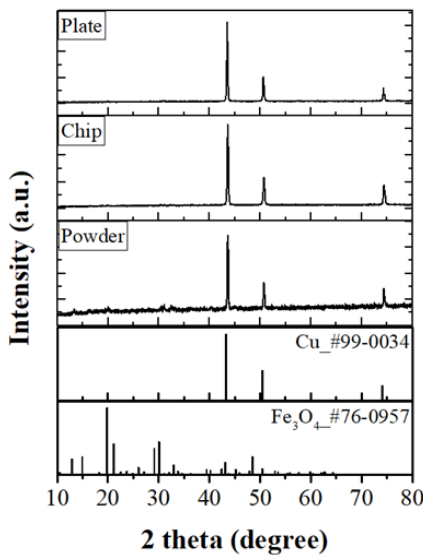 Plate
Chip
Powder
Cu_#99-0034
Fe₃O₄_#76-0957
Intensity (a.u.)
10 20 30 40 50 60 70 80
2 theta (degree)